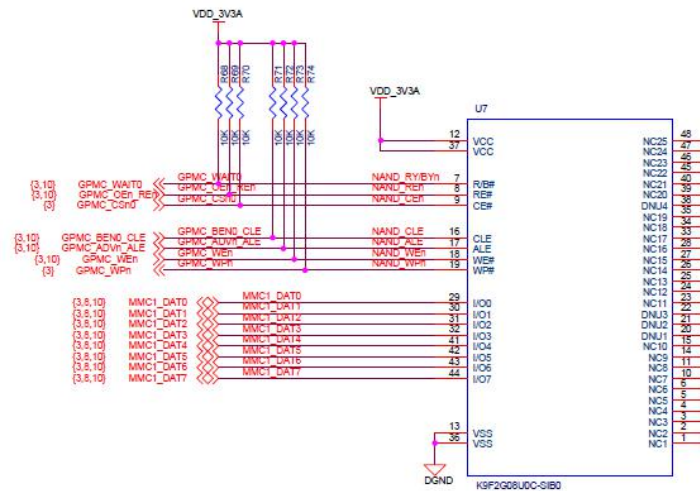 VDD_3V3A
R68
R69
R70
R71
R72
R73
R74
10K
10K
10K
10K
10K
10K
10K
VDD_3V3A
U7
12 VCC
37 VCC
{3,10} GPMC_WAIT0 GPMC_WAIT0 NAND_RY/BYn 7 R/B#
{3,10} GPMC_OEn_REn GPMC_OEn_REn NAND_REn 8 RE#
{3} GPMC_CSn0 GPMC_CSn0 NAND_CEn 9 CE#
{3,10} GPMC_BEN0_CLE GPMC_BEN0_CLE NAND_CLE 16 CLE
{3,10} GPMC_ADVn_ALE GPMC_ADVn_ALE NAND_ALE 17 ALE
{3,10} GPMC_WEn GPMC_WEn NAND_WEn 18 WE#
{3} GPMC_WPn GPMC_WPn NAND_WPn 19 WP#
{3,8,10} MMC1_DAT0 MMC1_DAT0 29 I/O0
{3,8,10} MMC1_DAT1 MMC1_DAT1 30 I/O1
{3,8,10} MMC1_DAT2 MMC1_DAT2 31 I/O2
{3,8,10} MMC1_DAT3 MMC1_DAT3 32 I/O3
{3,8,10} MMC1_DAT4 MMC1_DAT4 41 I/O4
{3,8,10} MMC1_DAT5 MMC1_DAT5 42 I/O5
{3,8,10} MMC1_DAT6 MMC1_DAT6 43 I/O6
{3,8,10} MMC1_DAT7 MMC1_DAT7 44 I/O7
13 VSS
36 VSS
DGND
NC25 48
NC24 47
NC23 46
NC22 45
NC21 40
NC20 39
DNU4 38
NC19 35
NC18 34
NC17 33
NC16 28
NC15 27
NC14 26
NC13 25
NC12 24
NC11 23
DNU3 22
DNU2 21
DNU1 20
NC10 15
NC9 14
NC8 11
NC7 10
NC6 6
NC5 5
NC4 4
NC3 3
NC2 2
NC1 1
K9F2G08U0C-SIB0